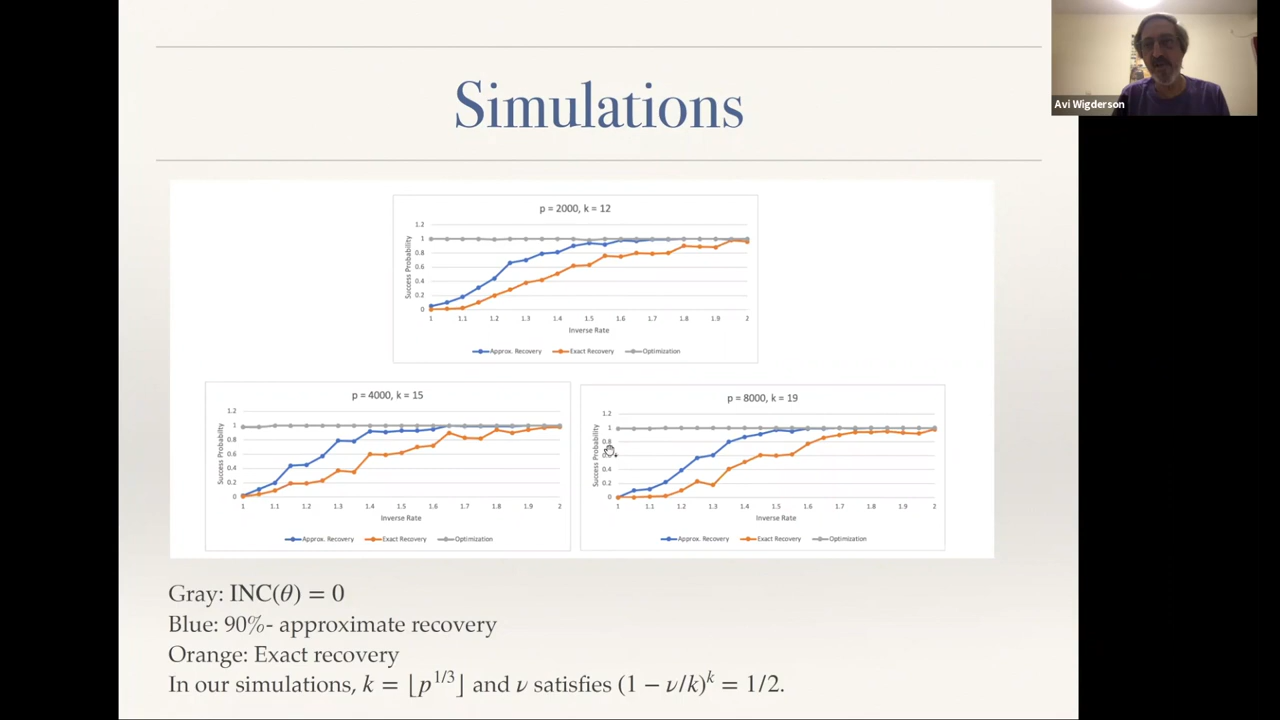 Avi Wigderson
Simulations
p = 2000, k = 12
Success Probability
1.2
1
0.8
0.6
0.4
0.2
0
1 1.1 1.2 1.3 1.4 1.5 1.6 1.7 1.8 1.9 2
Inverse Rate
Approx. Recovery Exact Recovery Optimization
p = 4000, k = 15
Success Probability
1.2
1
0.8
0.6
0.4
0.2
0
1 1.1 1.2 1.3 1.4 1.5 1.6 1.7 1.8 1.9 2
Inverse Rate
Approx. Recovery Exact Recovery Optimization
p = 8000, k = 19
Success Probability
1.2
1
0.8
0.4
0.2
0
1 1.1 1.2 1.3 1.4 1.5 1.6 1.7 1.8 1.9 2
Inverse Rate
Approx. Recovery Exact Recovery Optimization
Gray: INC(θ) = 0
Blue: 90%- approximate recovery
Orange: Exact recovery
In our simulations, k = ⌊p^{1/3}⌋ and ν satisfies (1 − ν/k)^k = 1/2.